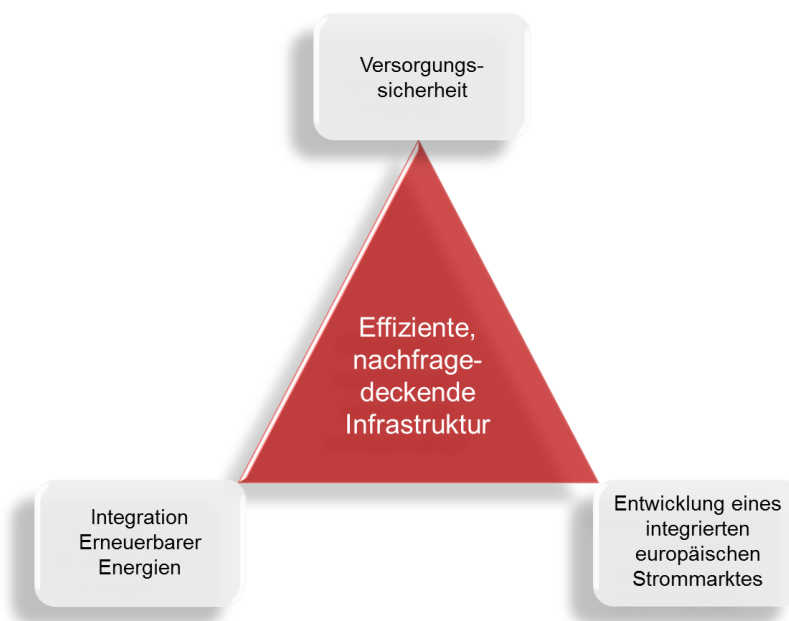 Versorgungs-
sicherheit
Effiziente,
nachfrage-
deckende
Infrastruktur
Integration
Erneuerbarer
Energien
Entwicklung eines
integrierten
europäischen
Strommarktes